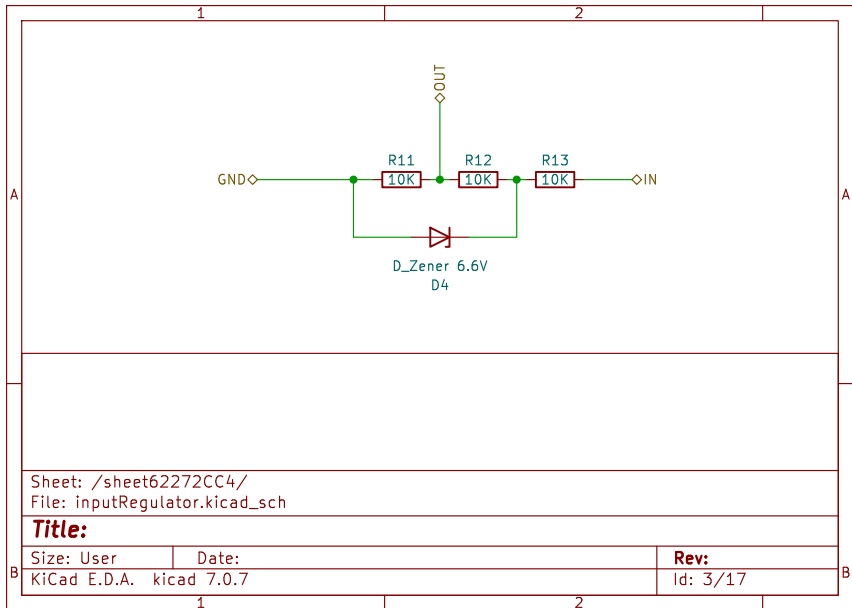 1 2
OUT
R11 R12 R13
GND 10K 10K 10K IN
A A
D_Zener 6.6V
D4
Sheet: /sheet62272CC4/
File: inputRegulator.kicad_sch
Title:
Size: User Date: Rev:
B B
KiCad E.D.A. kicad 7.0.7 Id: 3/17
1 2